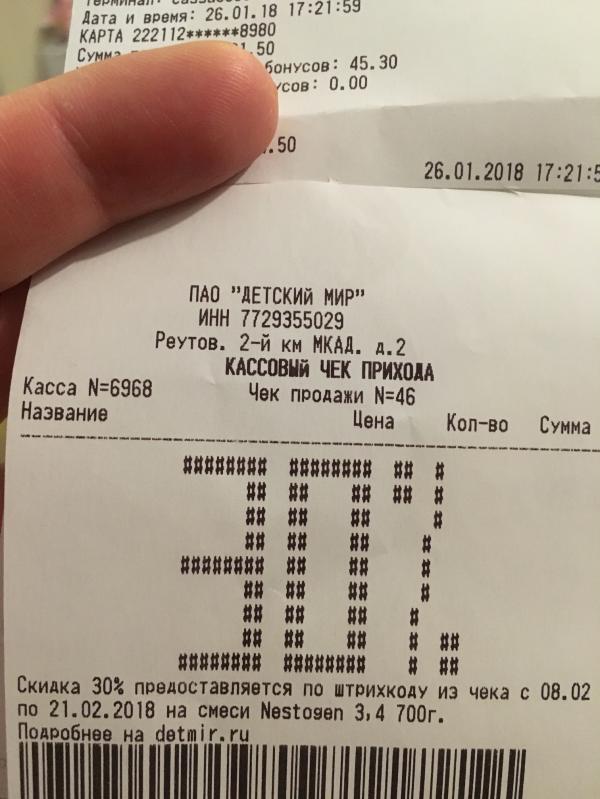 Дата и время: 26.01.18 17:21:59
КАРТА 222112******8980
Сумма
бонусов: 45.30
усов: 0.00
.50
26.01.2018 17:21:5
ПАО "ДЕТСКИЙ МИР"
ИНН 7729355029
Реутов. 2-й км МКАД. д.2
КАССОВЫЙ ЧЕК ПРИХОДА
Касса N=6968 Чек продажи N=46
Название Цена Кол-во Сумма
30%
Скидка 30% предоставляется по штрихкоду из чека с 08.02
по 21.02.2018 на смеси Nestogen 3,4 700г.
Подробнее на detmir.ru